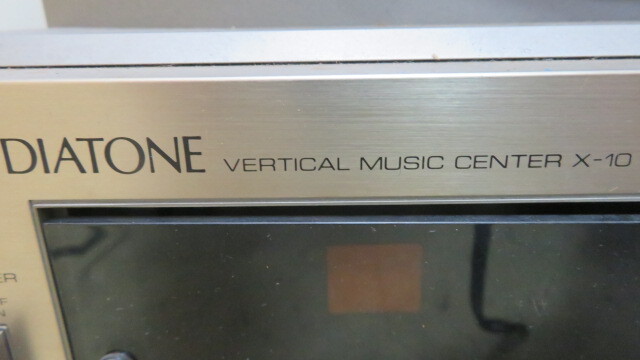 DIATONE VERTICAL MUSIC CENTER X-10